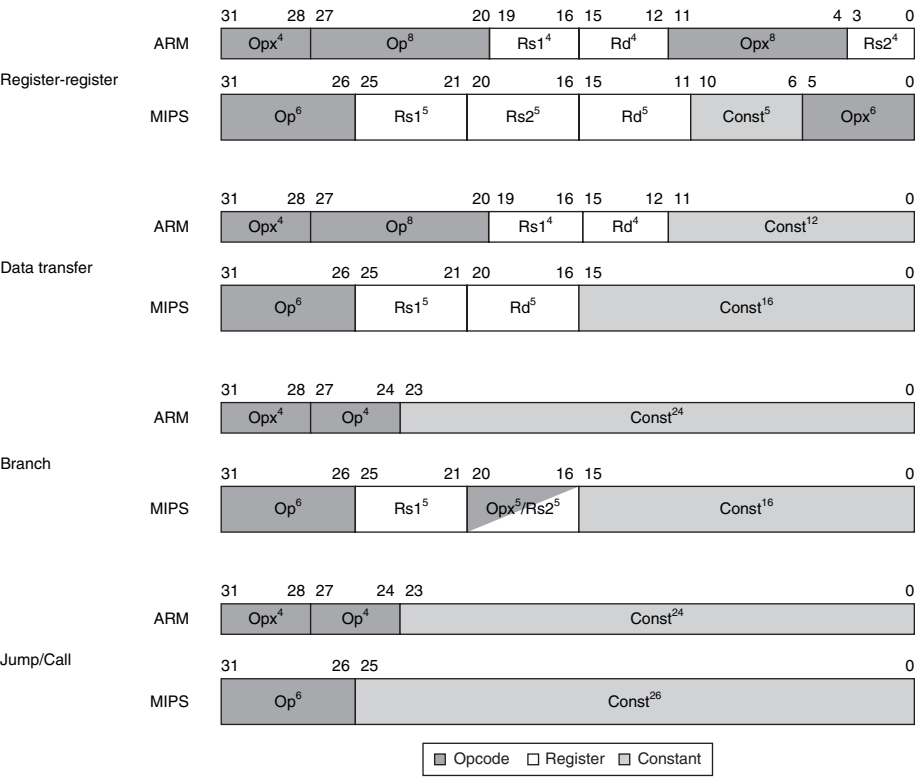 31 28 27 20 19 16 15 12 11 4 3 0
ARM Opx⁴ Op⁸ Rs1⁴ Rd⁴ Opx⁸ Rs2⁴
Register-register
31 26 25 21 20 16 15 11 10 6 5 0
MIPS Op⁶ Rs1⁵ Rs2⁵ Rd⁵ Const⁵ Opx⁶
31 28 27 20 19 16 15 12 11 0
ARM Opx⁴ Op⁸ Rs1⁴ Rd⁴ Const¹²
Data transfer
31 26 25 21 20 16 15 0
MIPS Op⁶ Rs1⁵ Rd⁵ Const¹⁶
31 28 27 24 23 0
ARM Opx⁴ Op⁴ Const²⁴
Branch
31 26 25 21 20 16 15 0
MIPS Op⁶ Rs1⁵ Opx⁵/Rs2⁵ Const¹⁶
31 28 27 24 23 0
ARM Opx⁴ Op⁴ Const²⁴
Jump/Call
31 26 25 0
MIPS Op⁶ Const²⁶
Opcode Register Constant